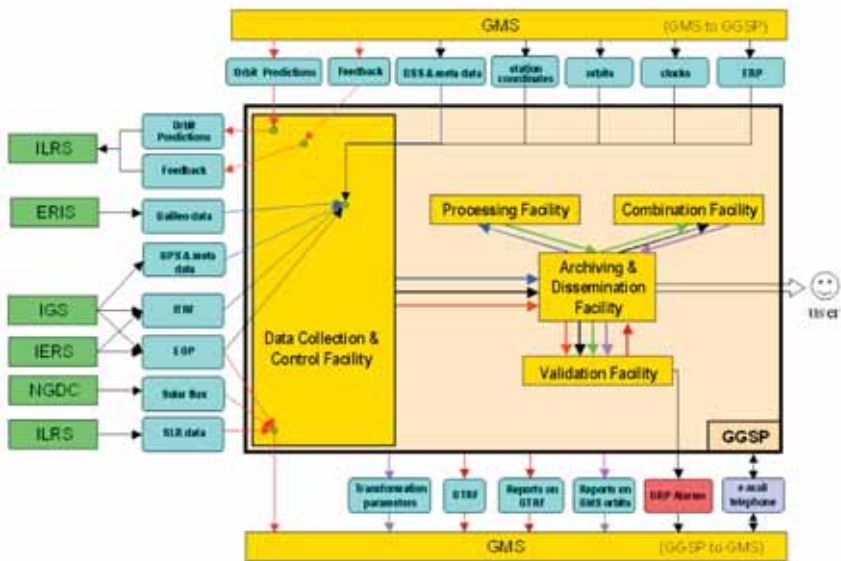 GMS (GMS to GGSP)
Orbit Predictions
Feedback
GSS & meta data
station
coordinates
orbits
clocks
ERP
ILRS
Orbit
Predictions
Feedback
ERIS
Galileo data
GPS & meta
data
IGS
ITRF
IERS
EOP
NGDC
Solar flux
ILRS
SLR data
Data Collection &
Control Facility
Processing Facility
Combination Facility
Archiving &
Dissemination
Facility
Validation Facility
user
GGSP
Transformation
parameters
GTRF
Reports on
GTRF
Reports on
GMS orbits
Alarms
e-mail
telephone
GMS (GGSP to GMS)